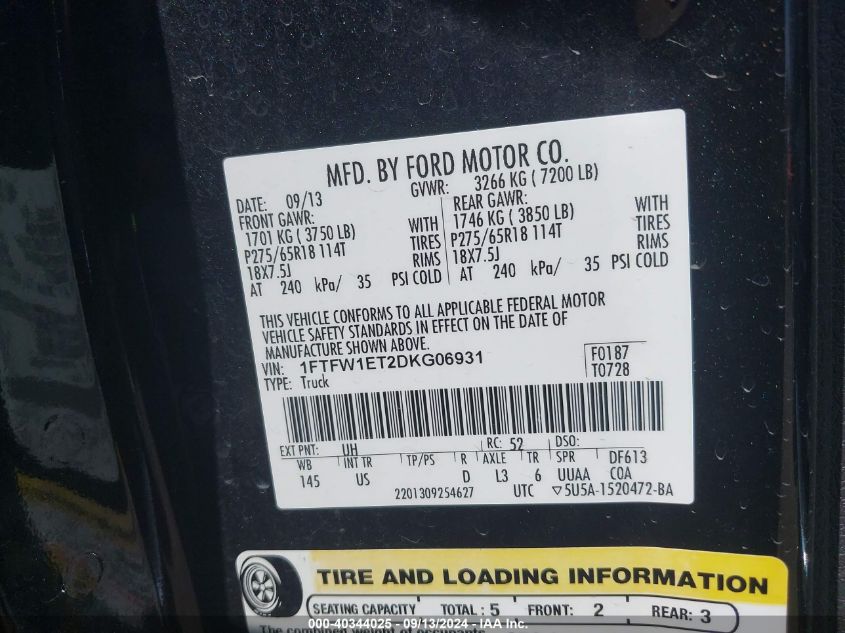 MFD. BY FORD MOTOR CO.
DATE: 09/13 GVWR: 3266 KG ( 7200 LB)
FRONT GAWR: REAR GAWR:
1701 KG ( 3750 LB) WITH 1746 KG ( 3850 LB) WITH
P275/65R18 114T TIRES P275/65R18 114T TIRES
18X7.5J RIMS 18X7.5J RIMS
AT 240 kPa/ 35 PSI COLD AT 240 kPa/ 35 PSI COLD
THIS VEHICLE CONFORMS TO ALL APPLICABLE FEDERAL MOTOR
VEHICLE SAFETY STANDARDS IN EFFECT ON THE DATE OF
MANUFACTURE SHOWN ABOVE.
VIN: 1FTFW1ET2DKG06931 F0187
TYPE: Truck T0728
EXT PNT: UH RC: 52 DSO:
WB INT TR TP/PS R AXLE TR SPR DF613
145 US D L3 6 UUAA COA
2201309254627 UTC ▽5U5A-1520472-BA
TIRE AND LOADING INFORMATION
SEATING CAPACITY TOTAL : 5 FRONT: 2 REAR: 3
The combined weight of occupants
000-40344025 - 09/13/2024 - IAA Inc.